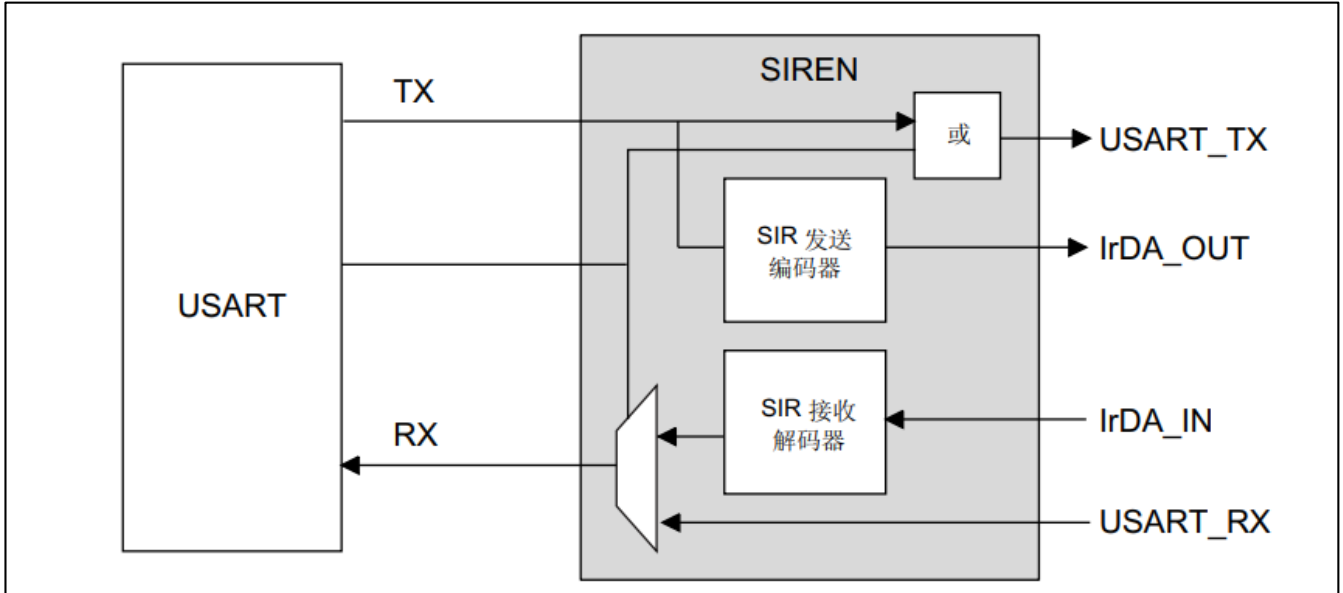 SIREN
TX
或
USART_TX
SIR 发送
编码器
IrDA_OUT
USART
SIR 接收
解码器
IrDA_IN
RX
USART_RX